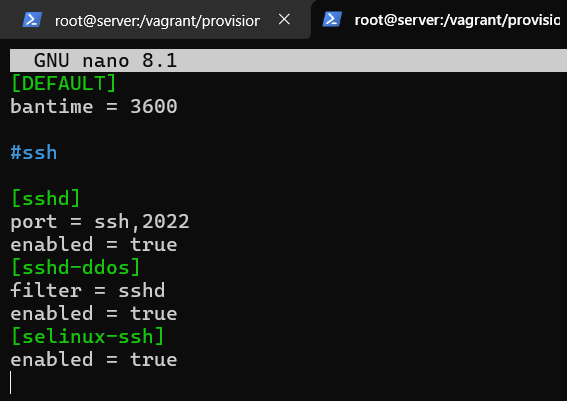 root@server:/vagrant/provision
root@server:/vagrant/provisio
GNU nano 8.1
[DEFAULT]
bantime = 3600
#ssh
[sshd]
port = ssh,2022
enabled = true
[sshd-ddos]
filter = sshd
enabled = true
[selinux-ssh]
enabled = true